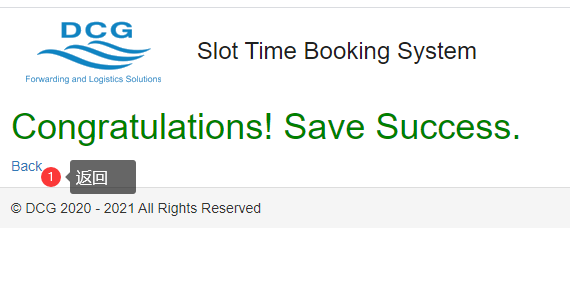 DCG
Forwarding and Logistics Solutions
Slot Time Booking System
Congratulations! Save Success.
Back
1 返回
© DCG 2020 - 2021 All Rights Reserved